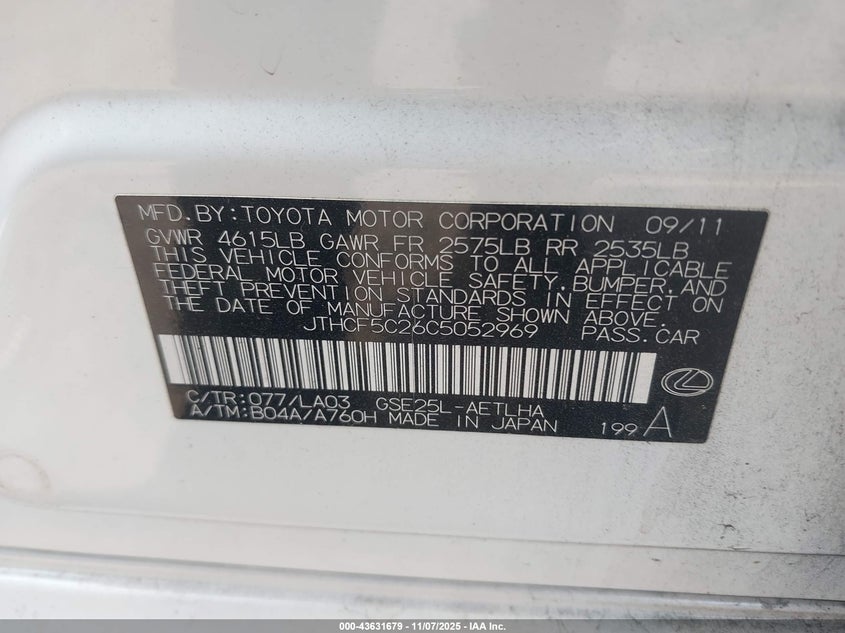 MFD.BY:TOYOTA MOTOR CORPORATION 09/11
GVWR 4615LB GAWR FR 2575LB RR 2535LB
THIS VEHICLE CONFORMS TO ALL APPLICABLE
FEDERAL MOTOR VEHICLE SAFETY,BUMPER,AND
THEFT PREVENTION STANDARDS IN EFFECT ON
THE DATE OF MANUFACTURE SHOWN ABOVE.
JTHCF5C26C5052969 PASS.CAR
C/TR:077/LA03 GSE25L-AETLHA
A/TM:B04A/A760H MADE IN JAPAN 199 A
000-43631679 - 11/07/2025 - IAA Inc.